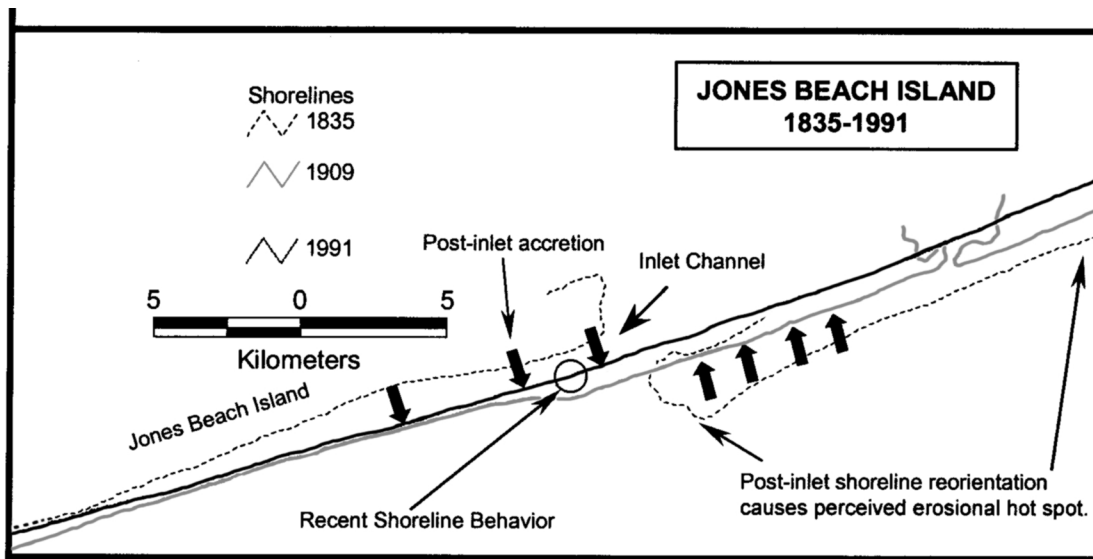 JONES BEACH ISLAND
1835-1991
Shorelines
1835
1909
1991
5 0 5
Kilometers
Post-inlet accretion
Inlet Channel
Jones Beach Island
Recent Shoreline Behavior
Post-inlet shoreline reorientation
causes perceived erosional hot spot.